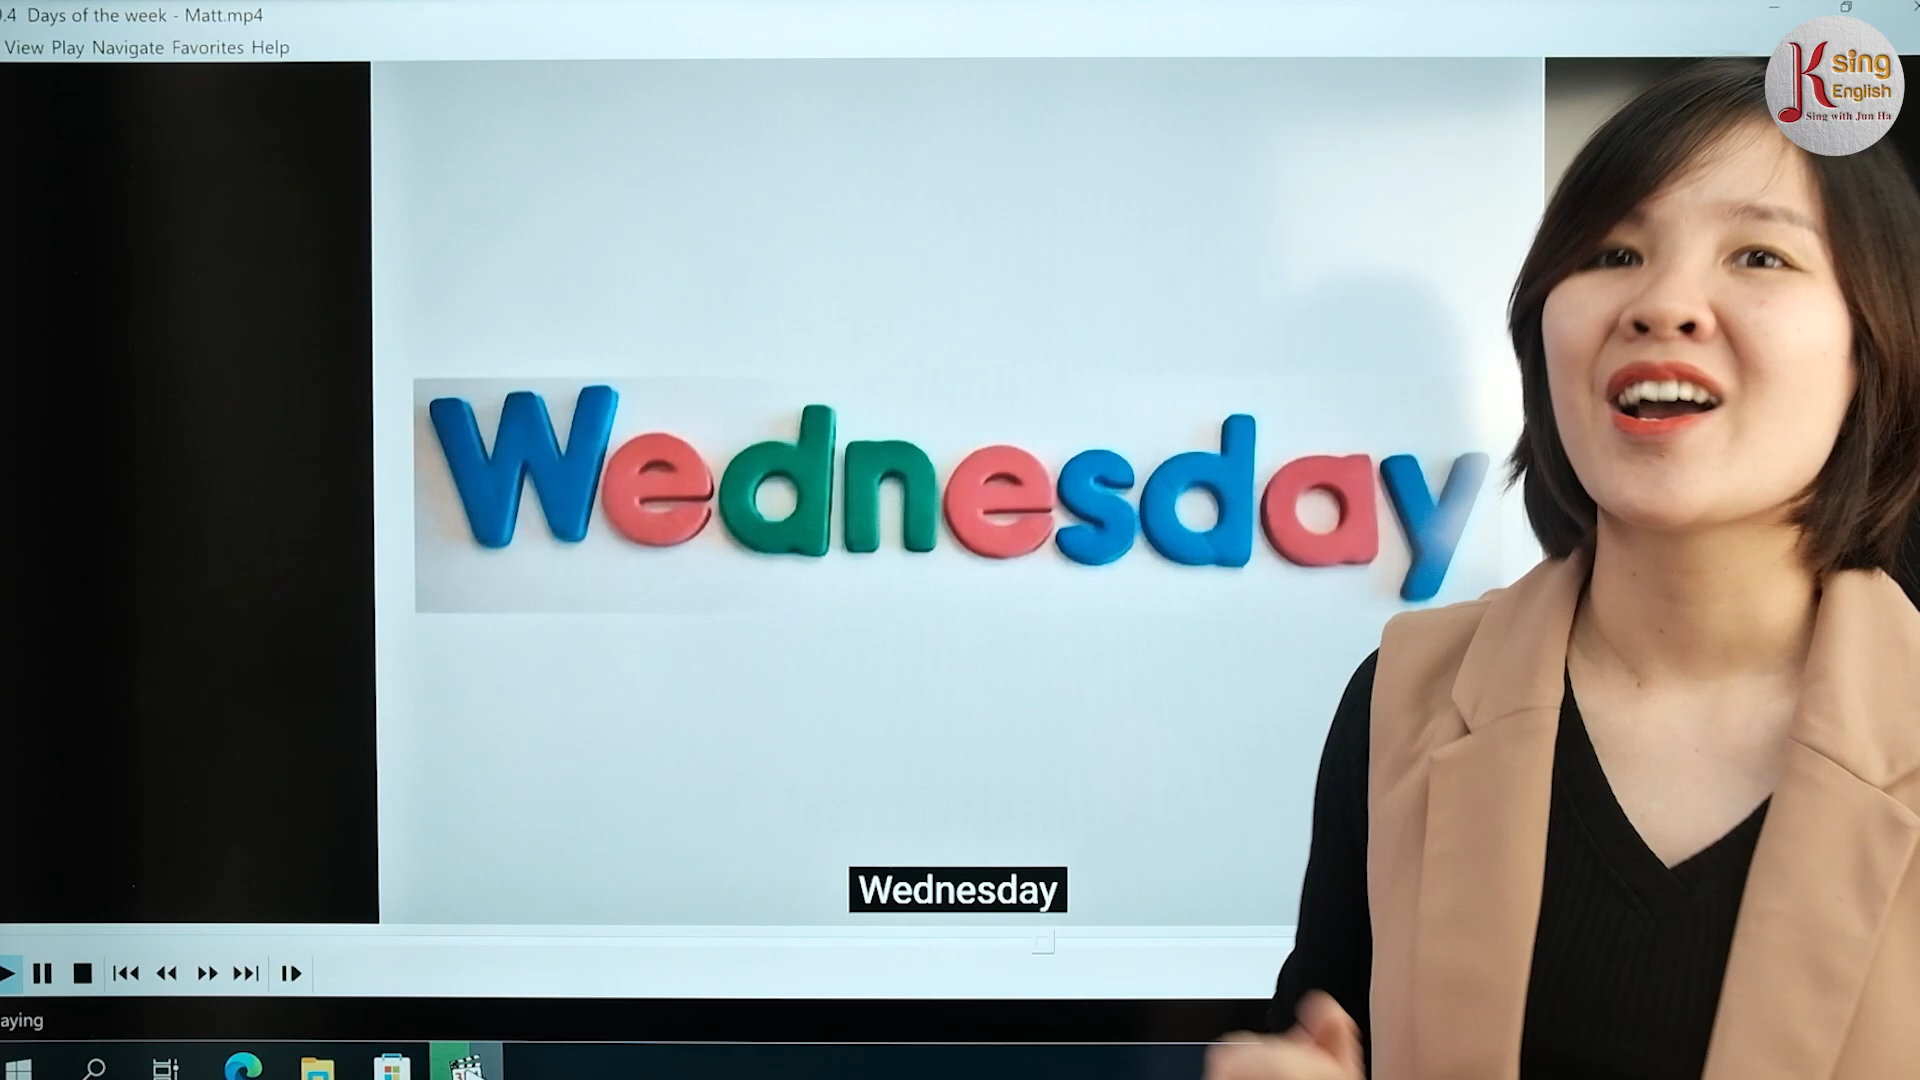 .4 Days of the week - Matt.mp4
View Play Navigate Favorites Help
K sing
English
Sing with Jun Ha
Wednesday
Wednesday
aying